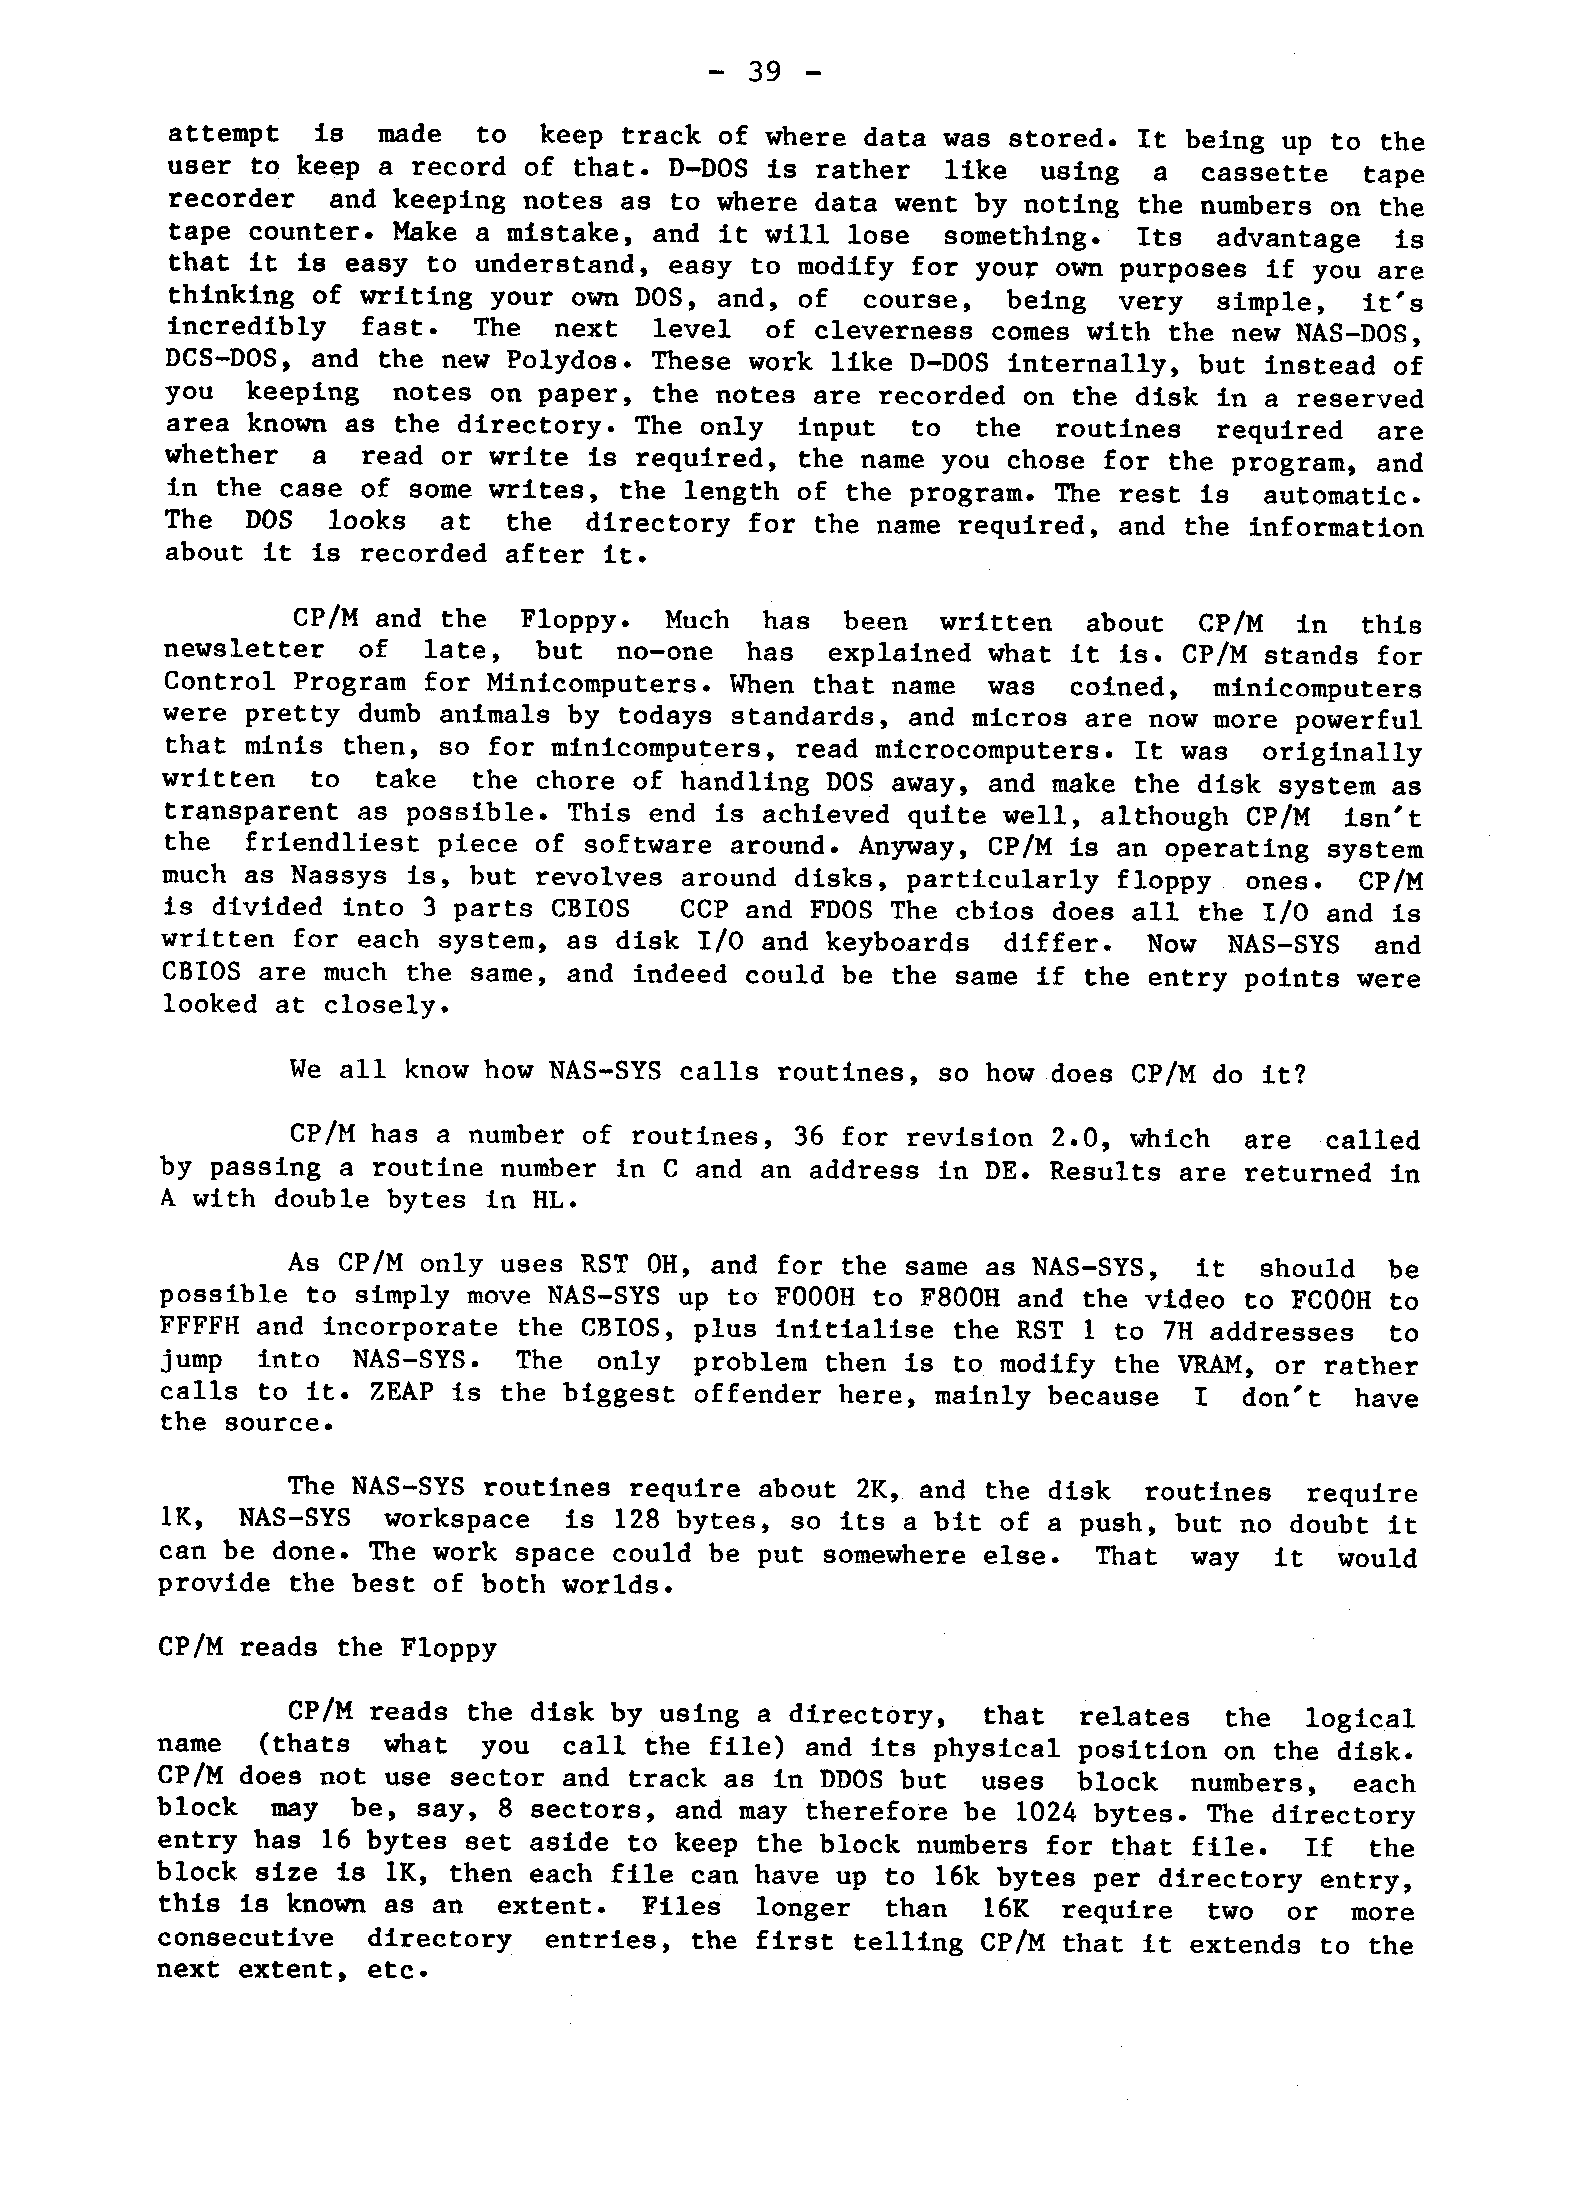 - 39 -
attempt is made to keep track of where data was stored. It being up to the
user to keep a record of that. D-DOS is rather like using a cassette tape
recorder and keeping notes as to where data went by noting the numbers on the
tape counter. Make a mistake, and it will lose something. Its advantage is
that it is easy to understand, easy to modify for your own purposes if you are
thinking of writing your own DOS, and, of course, being very simple, it's
incredibly fast. The next level of cleverness comes with the new NAS-DOS,
DCS-DOS, and the new Polydos. These work like D-DOS internally, but instead of
you keeping notes on paper, the notes are recorded on the disk in a reserved
area known as the directory. The only input to the routines required are
whether a read or write is required, the name you chose for the program, and
in the case of some writes, the length of the program. The rest is automatic.
The DOS looks at the directory for the name required, and the information
about it is recorded after it.
CP/M and the Floppy. Much has been written about CP/M in this
newsletter of late, but no-one has explained what it is. CP/M stands for
Control Program for Minicomputers. When that name was coined, minicomputers
were pretty dumb animals by todays standards, and micros are now more powerful
that minis then, so for minicomputers, read microcomputers. It was originally
written to take the chore of handling DOS away, and make the disk system as
transparent as possible. This end is achieved quite well, although CP/M isn't
the friendliest piece of software around. Anyway, CP/M is an operating system
much as Nassys is, but revolves around disks, particularly floppy ones. CP/M
is divided into 3 parts CBIOS CCP and FDOS The cbios does all the I/O and is
written for each system, as disk I/O and keyboards differ. Now NAS-SYS and
CBIOS are much the same, and indeed could be the same if the entry points were
looked at closely.
We all know how NAS-SYS calls routines, so how does CP/M do it?
CP/M has a number of routines, 36 for revision 2.0, which are called
by passing a routine number in C and an address in DE. Results are returned in
A with double bytes in HL.
As CP/M only uses RST 0H, and for the same as NAS-SYS, it should be
possible to simply move NAS-SYS up to F000H to F800H and the video to FC00H to
FFFFH and incorporate the CBIOS, plus initialise the RST 1 to 7H addresses to
jump into NAS-SYS. The only problem then is to modify the VRAM, or rather
calls to it. ZEAP is the biggest offender here, mainly because I don't have
the source.
The NAS-SYS routines require about 2K, and the disk routines require
1K, NAS-SYS workspace is 128 bytes, so its a bit of a push, but no doubt it
can be done. The work space could be put somewhere else. That way it would
provide the best of both worlds.
CP/M reads the Floppy
CP/M reads the disk by using a directory, that relates the logical
name (thats what you call the file) and its physical position on the disk.
CP/M does not use sector and track as in DDOS but uses block numbers, each
block may be, say, 8 sectors, and may therefore be 1024 bytes. The directory
entry has 16 bytes set aside to keep the block numbers for that file. If the
block size is 1K, then each file can have up to 16k bytes per directory entry,
this is known as an extent. Files longer than 16K require two or more
consecutive directory entries, the first telling CP/M that it extends to the
next extent, etc.